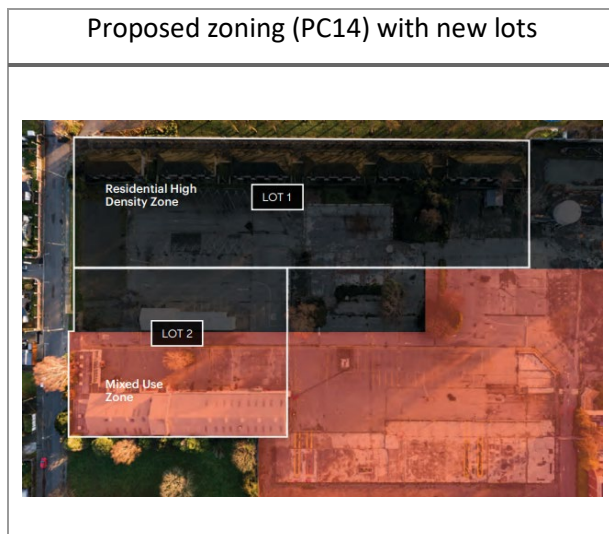 Proposed zoning (PC14) with new lots
Residential High
Density Zone
LOT 1
LOT 2
Mixed Use
Zone